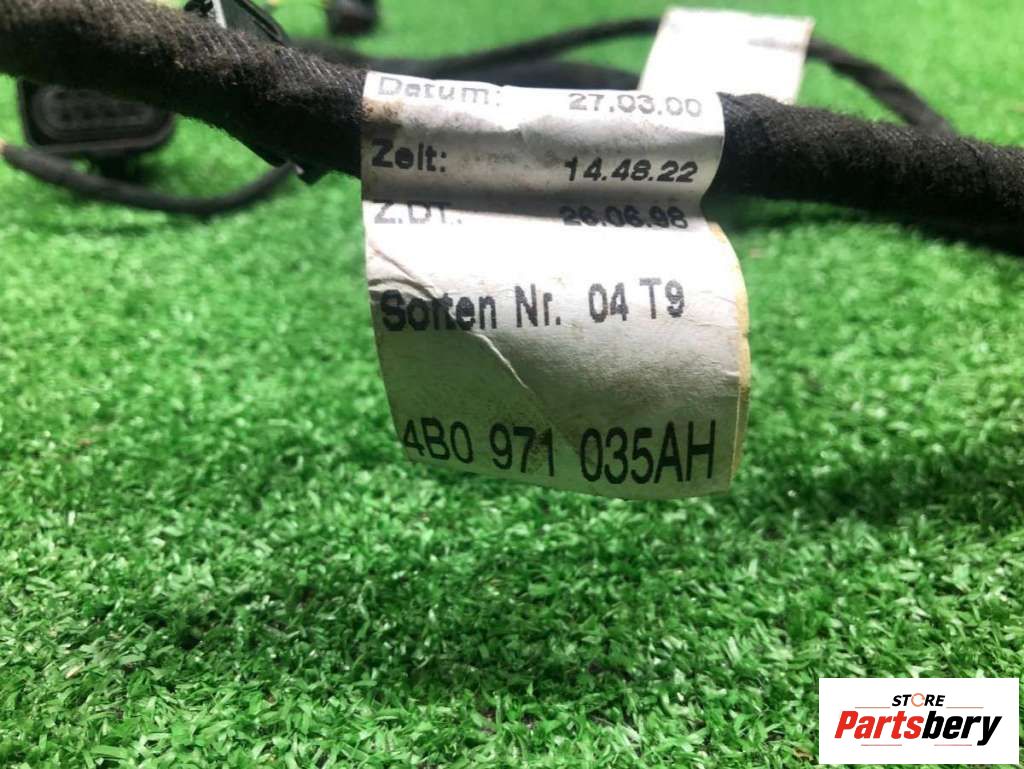 Datum: 27.03.00
Zeit: 14.48.22
Z.DT.: 26.06.98
Sorten Nr. 04 T9
4B0 971 035AH
STORE
Partsbery